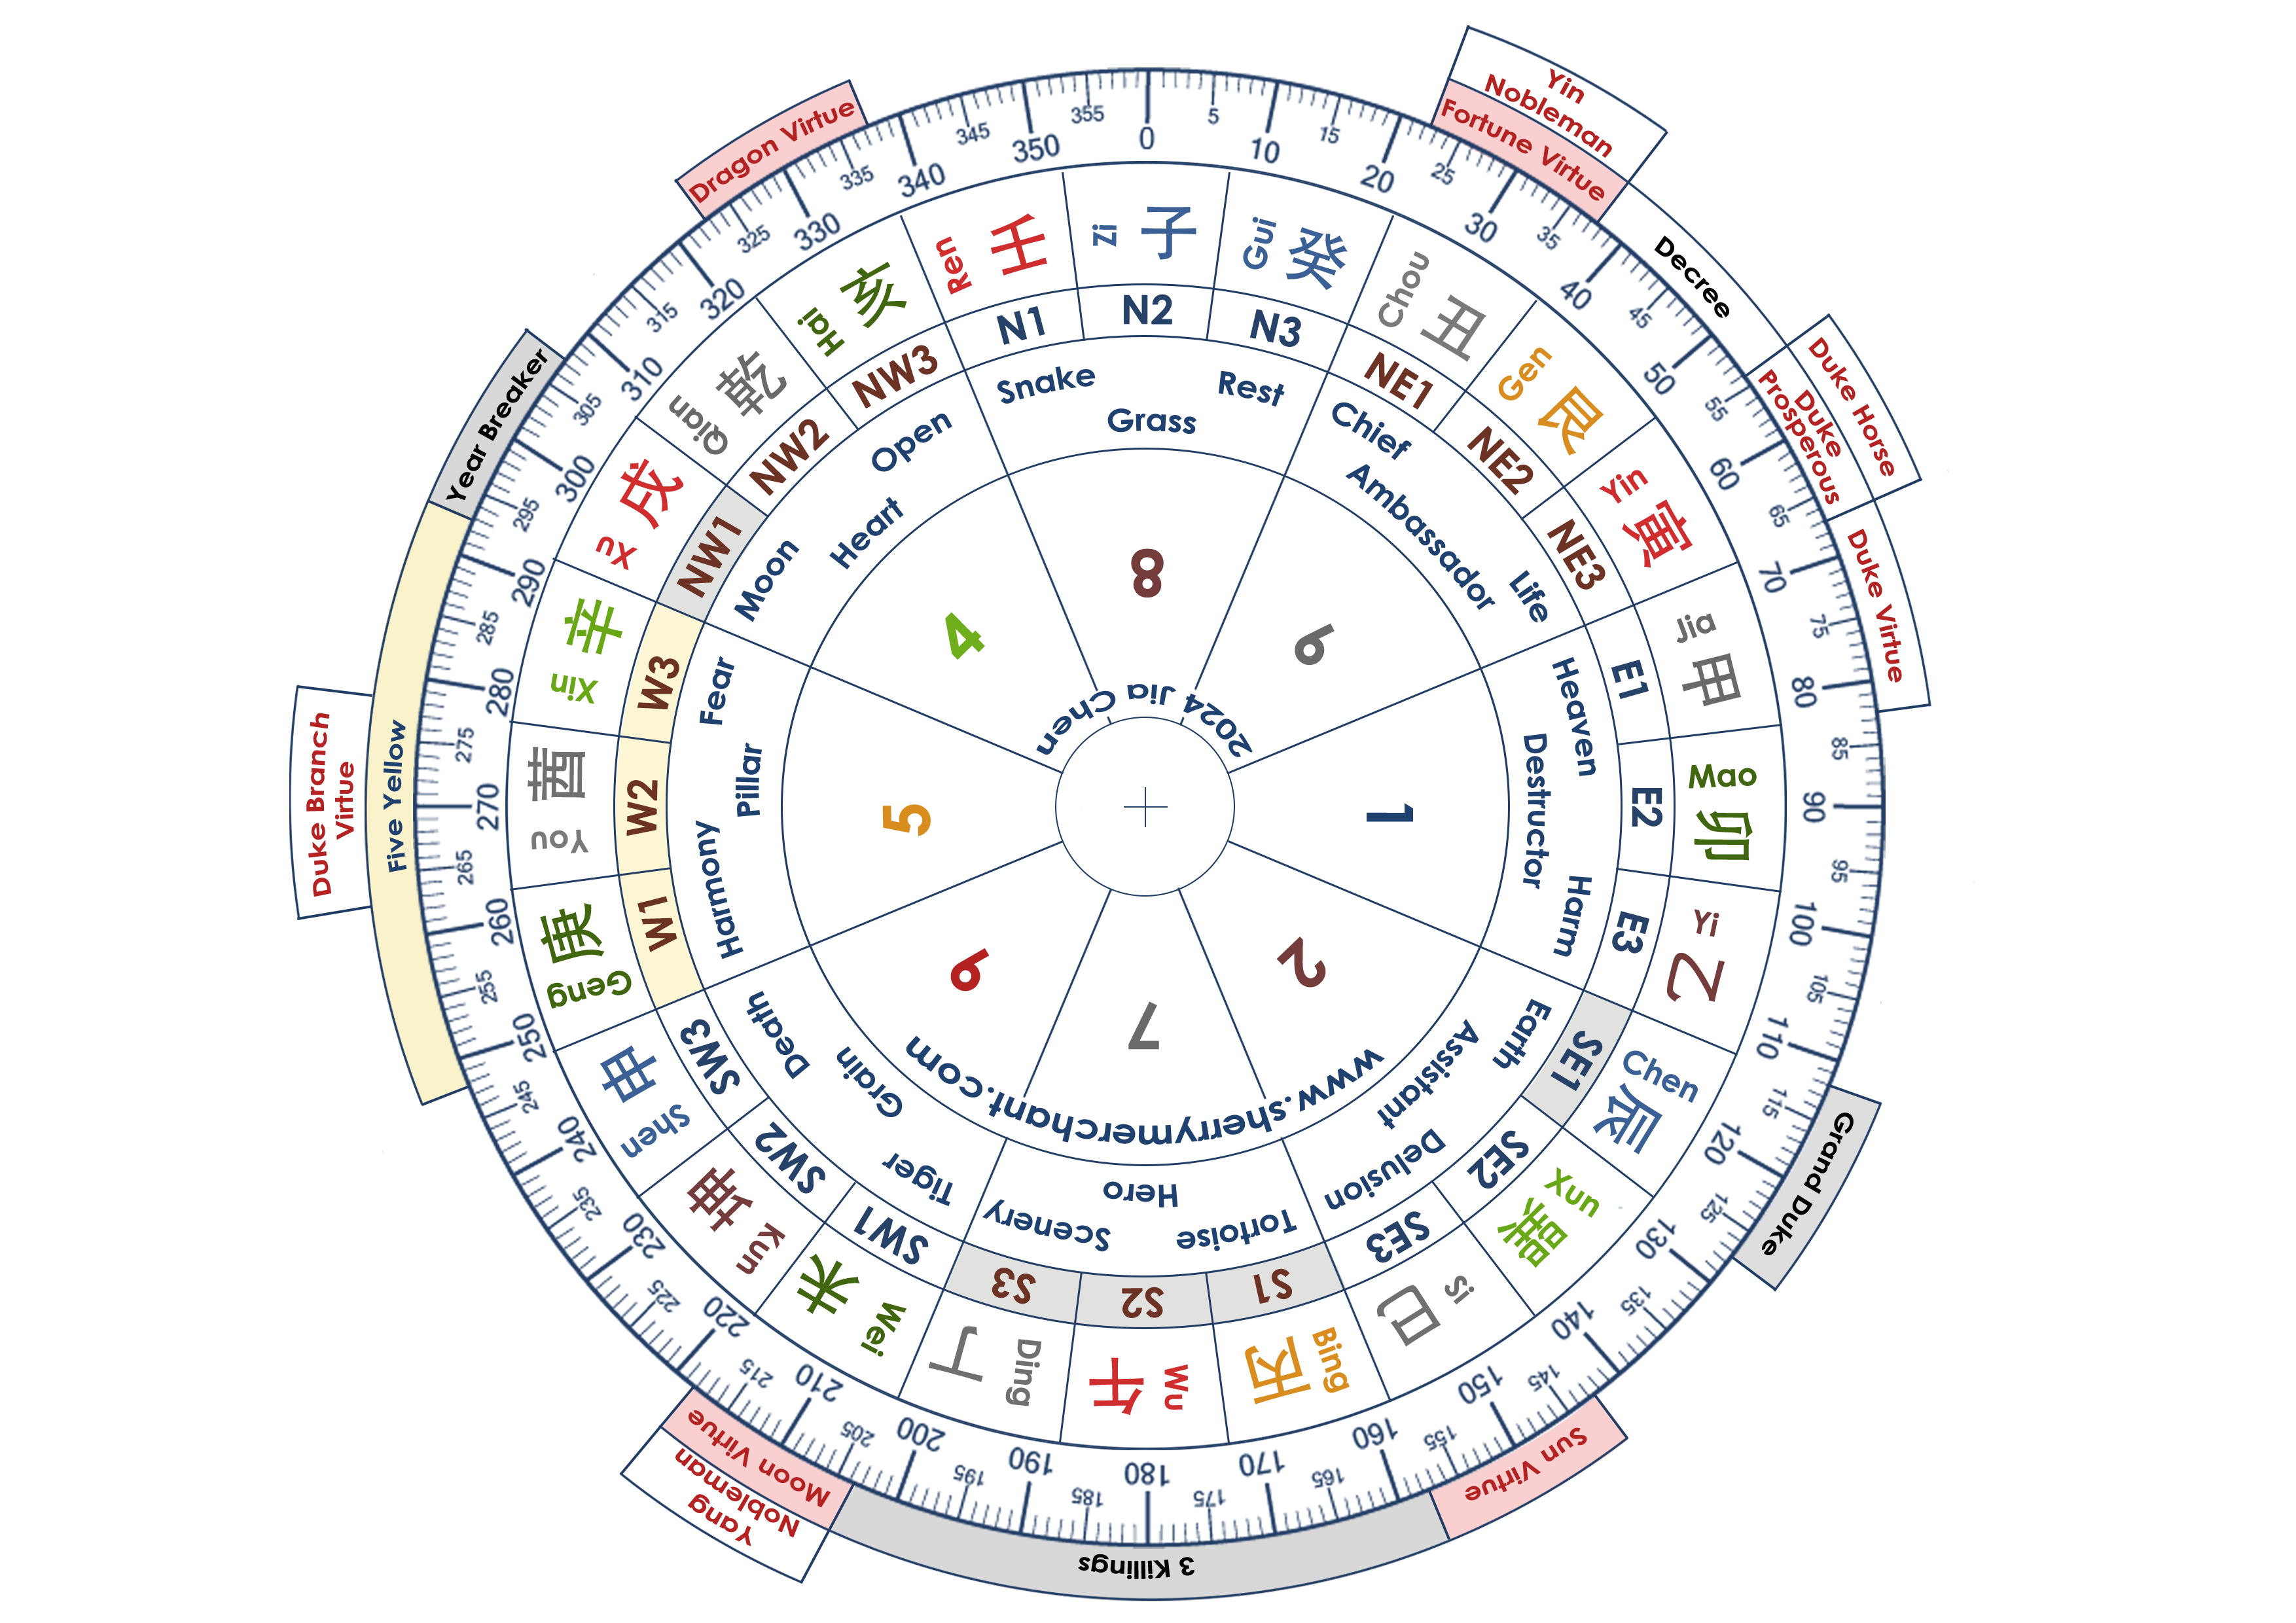 Dragon Virtue
Yin
Nobleman
Fortune Virtue
Decree
Duke Horse
Duke
Prosperous
Duke Virtue
Grand Duke
Sun Virtue
3 Killings
Moon Virtue
Yang
Nobleman
Five Yellow
Duke Branch
Virtue
Year Breaker
0
5
10
15
20
25
30
35
40
45
50
55
60
65
70
75
80
85
90
95
100
105
110
115
120
125
130
135
140
145
150
155
160
165
170
175
180
185
190
195
200
205
210
215
220
225
230
235
240
245
250
255
260
265
270
275
280
285
290
295
300
305
310
315
320
325
330
335
340
345
350
355
Ren 壬
Zi 子
Gui 癸
Chou 丑
Gen 艮
Yin 寅
Jia 甲
Mao 卯
Yi 乙
Chen 辰
Xun 巽
Si 巳
Bing 丙
Wu 午
Ding 丁
Wei 未
Kun 坤
Shen 申
Geng 庚
You 酉
Xin 辛
Xu 戌
Qian 乾
Hai 亥
N1
N2
N3
NE1
NE2
NE3
E1
E2
E3
SE1
SE2
SE3
S1
S2
S3
SW1
SW2
SW3
W1
W2
W3
NW1
NW2
NW3
Snake
Grass
Rest
Chief
Ambassador
Life
Heaven
Destructor
Harm
Earth
Assistant
Delusion
Tortoise
Hero
Scenery
Tiger
Grain
Death
Harmony
Pillar
Fear
Moon
Heart
Open
8
6
1
2
7
9
5
4
2024 Jia Chen
www.sherrymerchant.com